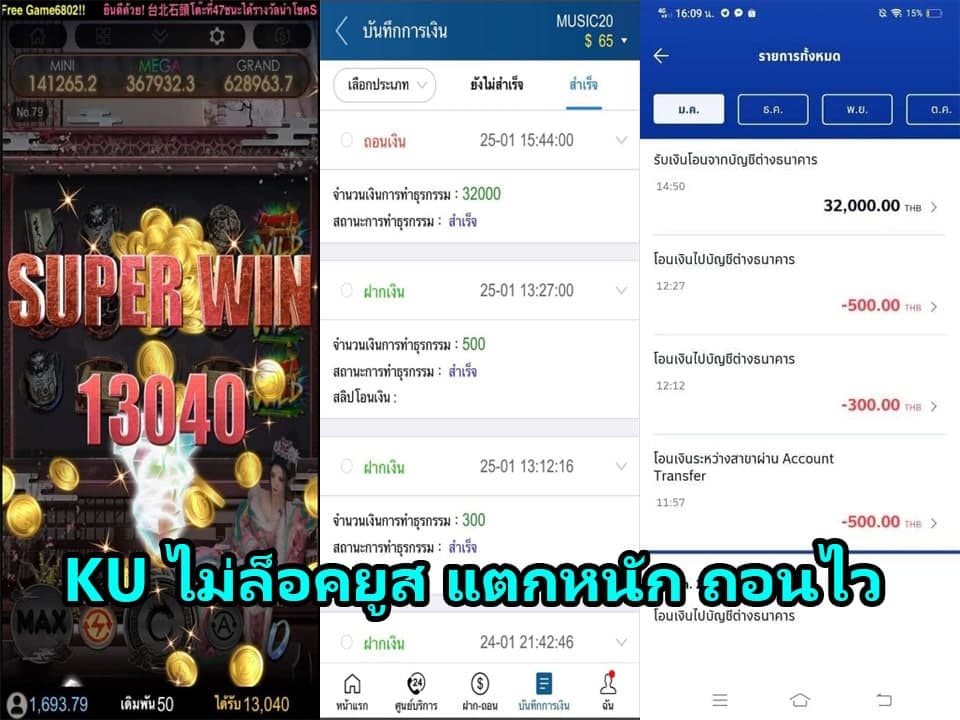 Free Game6802!! ยินดีด้วย! 台北石頭โต๊ะที่47ชนะได้รางวัลนำโชคS
MINI
141265.2
MEGA
367932.3
GRAND
628963.7
No.79
WILD
SUPER WIN
13040
MAX
C
A
1,693.79
เดิมพัน 50
ได้รับ 13,040
บันทึกการเงิน
MUSIC20
$ 65
เลือกประเภท
ยังไม่สำเร็จ
สำเร็จ
ถอนเงิน 25-01 15:44:00
จำนวนเงินการทำธุรกรรม : 32000
สถานะการทำธุรกรรม : สำเร็จ
ฝากเงิน 25-01 13:27:00
จำนวนเงินการทำธุรกรรม : 500
สถานะการทำธุรกรรม : สำเร็จ
สลิปโอนเงิน :
ฝากเงิน 25-01 13:12:16
จำนวนเงินการทำธุรกรรม : 300
สถานะการทำธุรกรรม : สำเร็จ
ฝากเงิน 24-01 21:42:46
หน้าแรก
24
ศูนย์บริการ
ฝาก-ถอน
บันทึกการเงิน
ฉัน
4G 16:09 น. 15%
รายการทั้งหมด
ม.ค.
ธ.ค.
พ.ย.
ต.ค.
รับเงินโอนจากบัญชีต่างธนาคาร
14:50
32,000.00 THB
โอนเงินไปบัญชีต่างธนาคาร
12:27
-500.00 THB
โอนเงินไปบัญชีต่างธนาคาร
12:12
-300.00 THB
โอนเงินระหว่างสาขาผ่าน Account
Transfer
11:57
-500.00 THB
โอนเงินไปบัญชีต่างธนาคาร
KU ไม่ล็อคยูส แตกหนัก ถอนไว